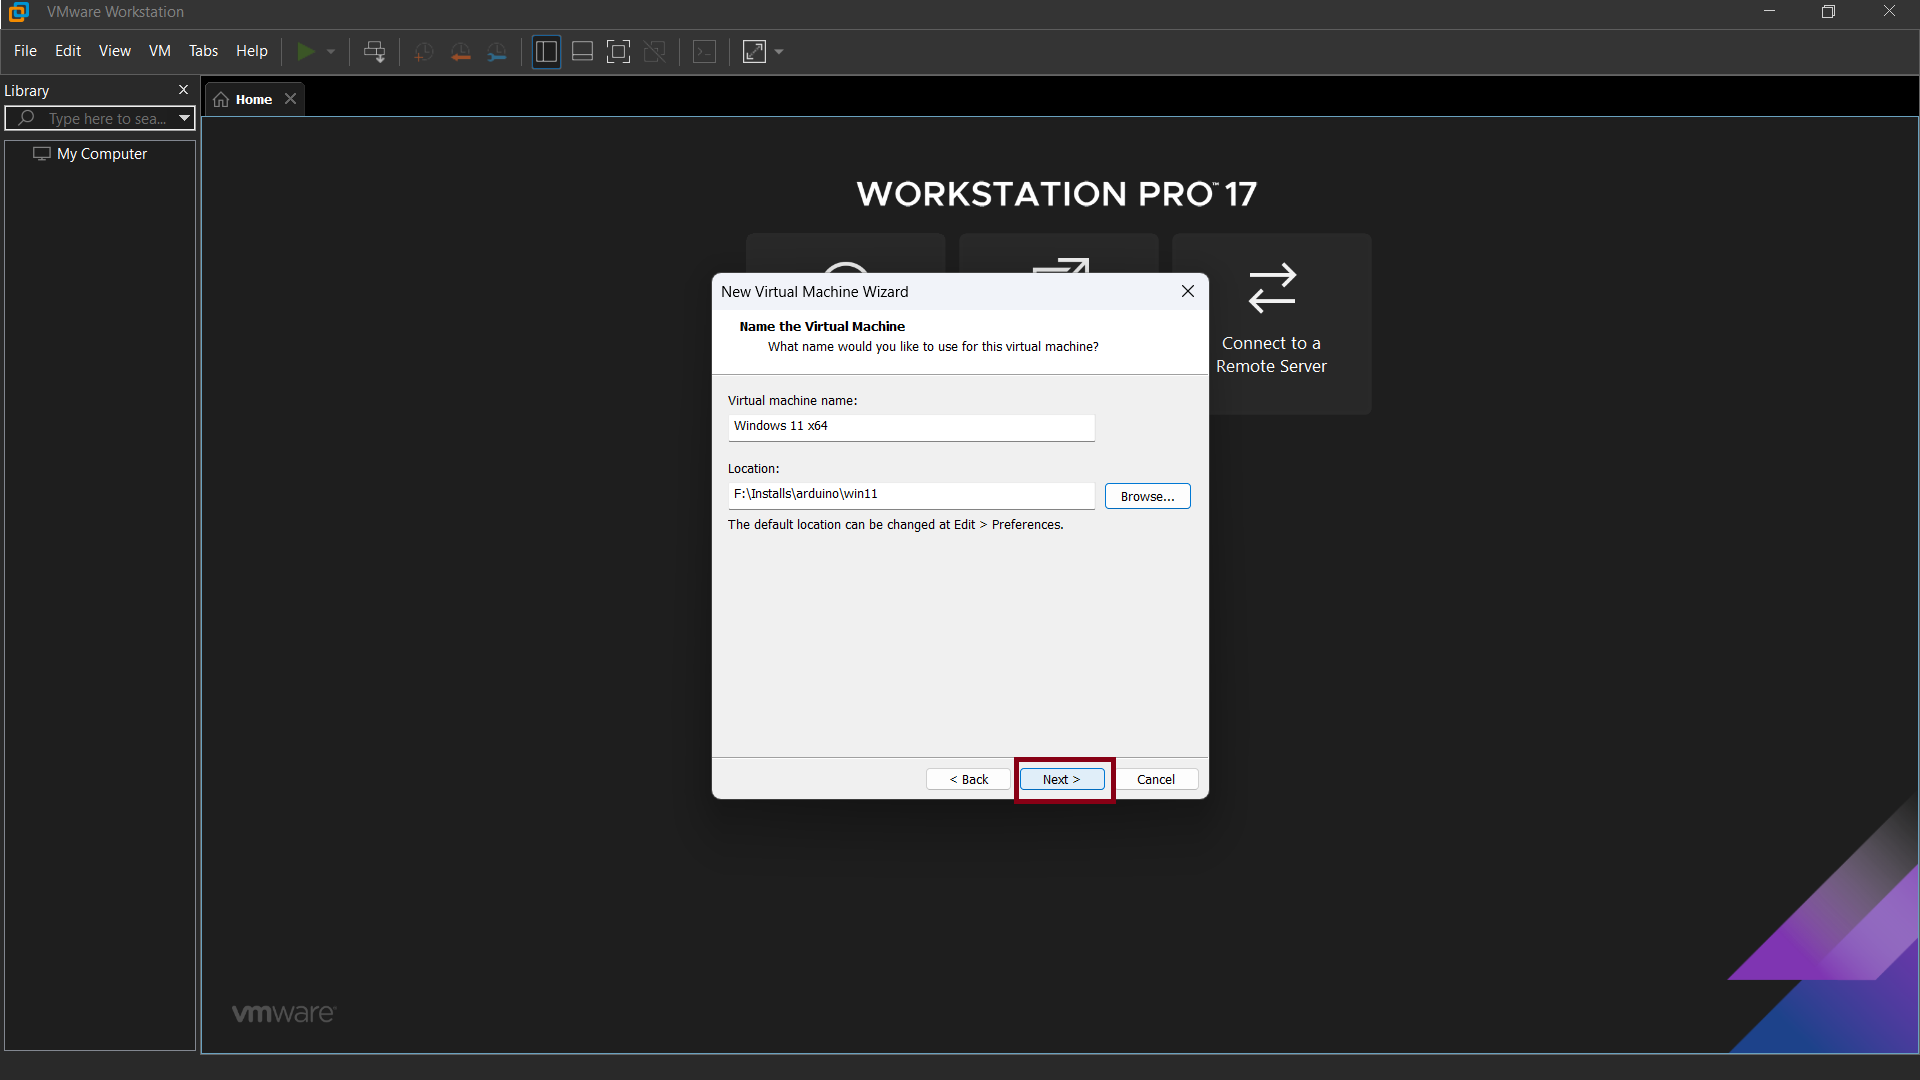 VMware Workstation
File Edit View VM Tabs Help
Library
Type here to sea...
My Computer
Home
WORKSTATION PRO™ 17
Connect to a
Remote Server
New Virtual Machine Wizard
Name the Virtual Machine
What name would you like to use for this virtual machine?
Virtual machine name:
Windows 11 x64
Location:
F:\Installs\arduino\win11
Browse...
The default location can be changed at Edit > Preferences.
< Back
Next >
Cancel
vmware